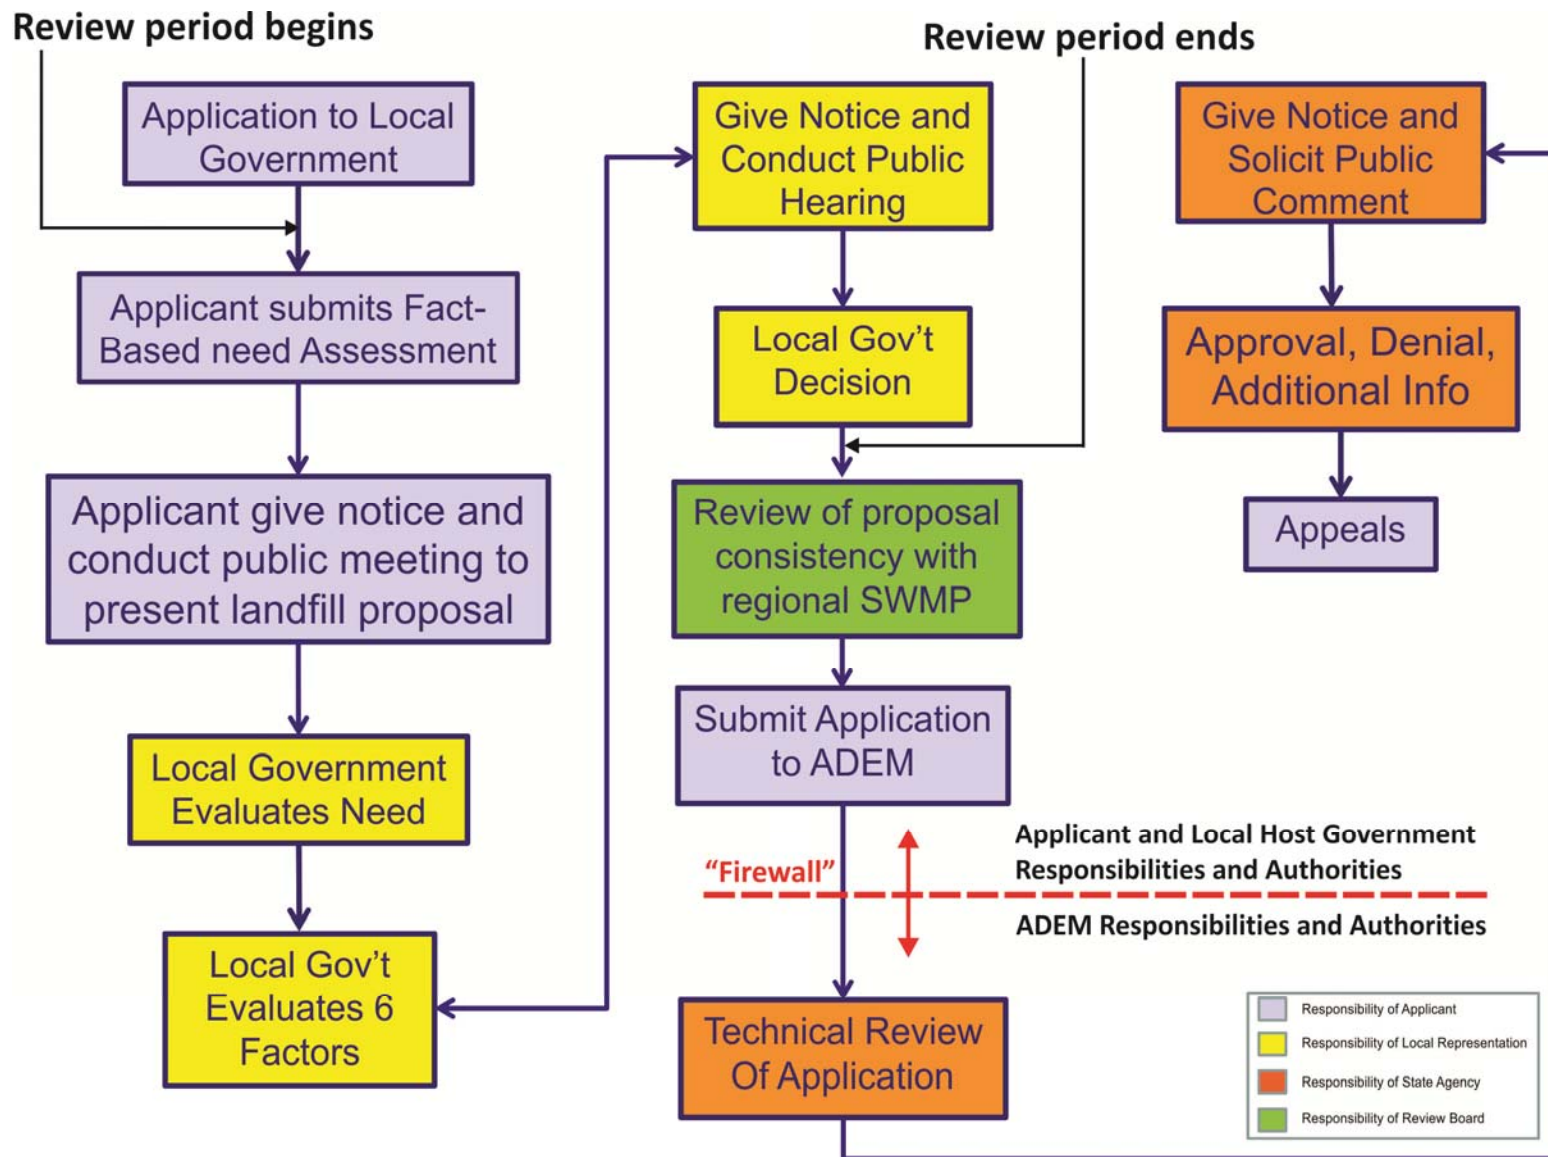 Review period begins
Application to Local
Government
Applicant submits Fact-
Based need Assessment
Applicant give notice and
conduct public meeting to
present landfill proposal
Local Government
Evaluates Need
Local Gov’t
Evaluates 6
Factors
Review period ends
Give Notice and
Conduct Public
Hearing
Local Gov’t
Decision
Review of proposal
consistency with
regional SWMP
Submit Application
to ADEM
“Firewall”
Applicant and Local Host Government
Responsibilities and Authorities
ADEM Responsibilities and Authorities
Technical Review
Of Application
Give Notice and
Solicit Public
Comment
Approval, Denial,
Additional Info
Appeals
Responsibility of Applicant
Responsibility of Local Representation
Responsibility of State Agency
Responsibility of Review Board